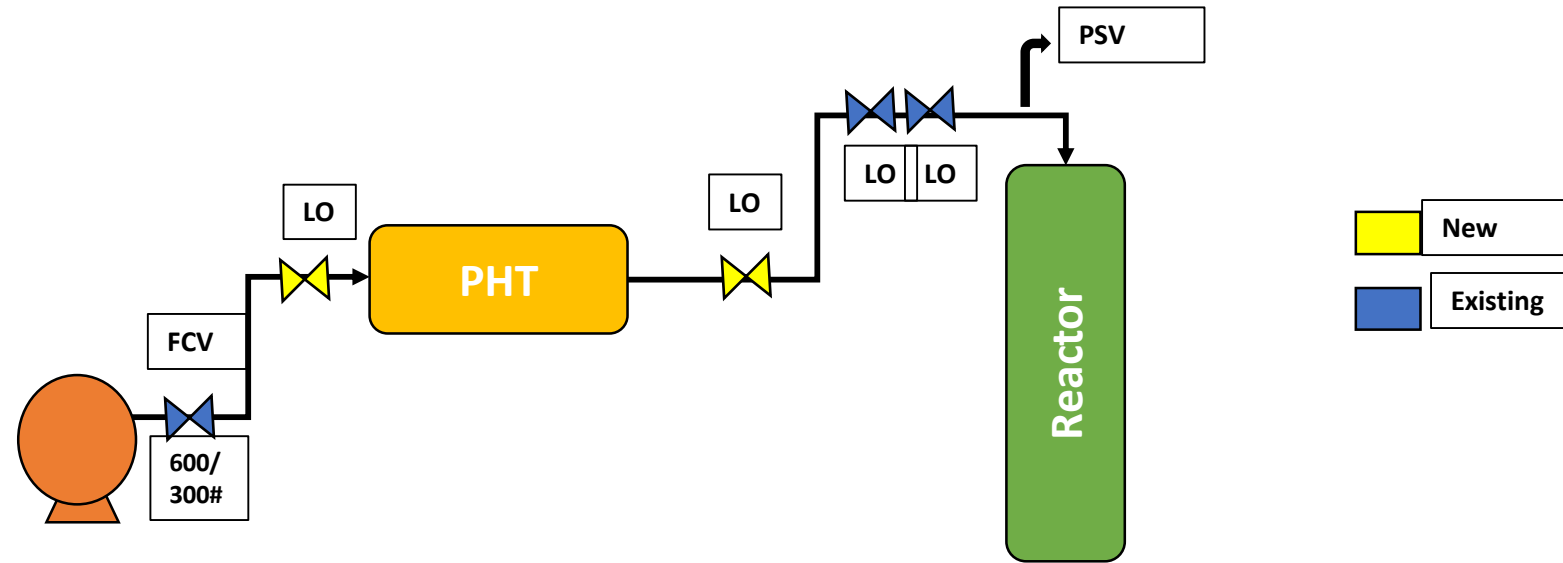 PSV
LO LO
LO
LO
New
PHT
Existing
FCV
Reactor
600/
300#